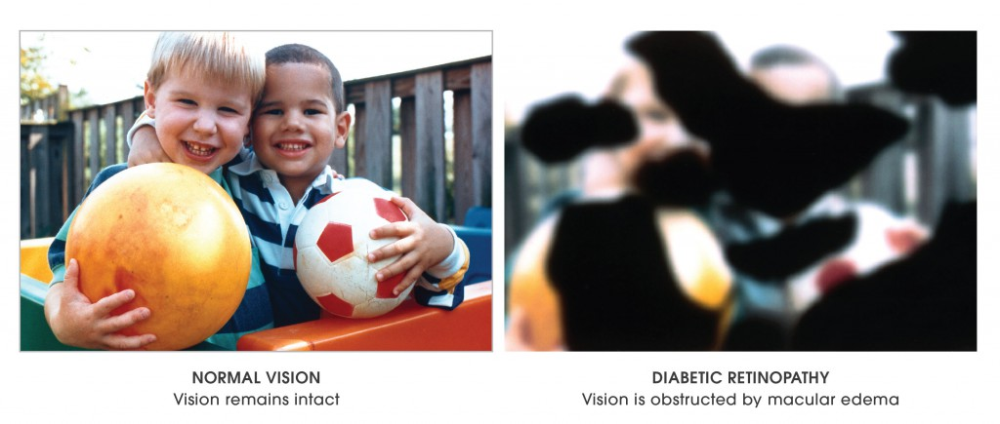 NORMAL VISION
Vision remains intact
DIABETIC RETINOPATHY
Vision is obstructed by macular edema